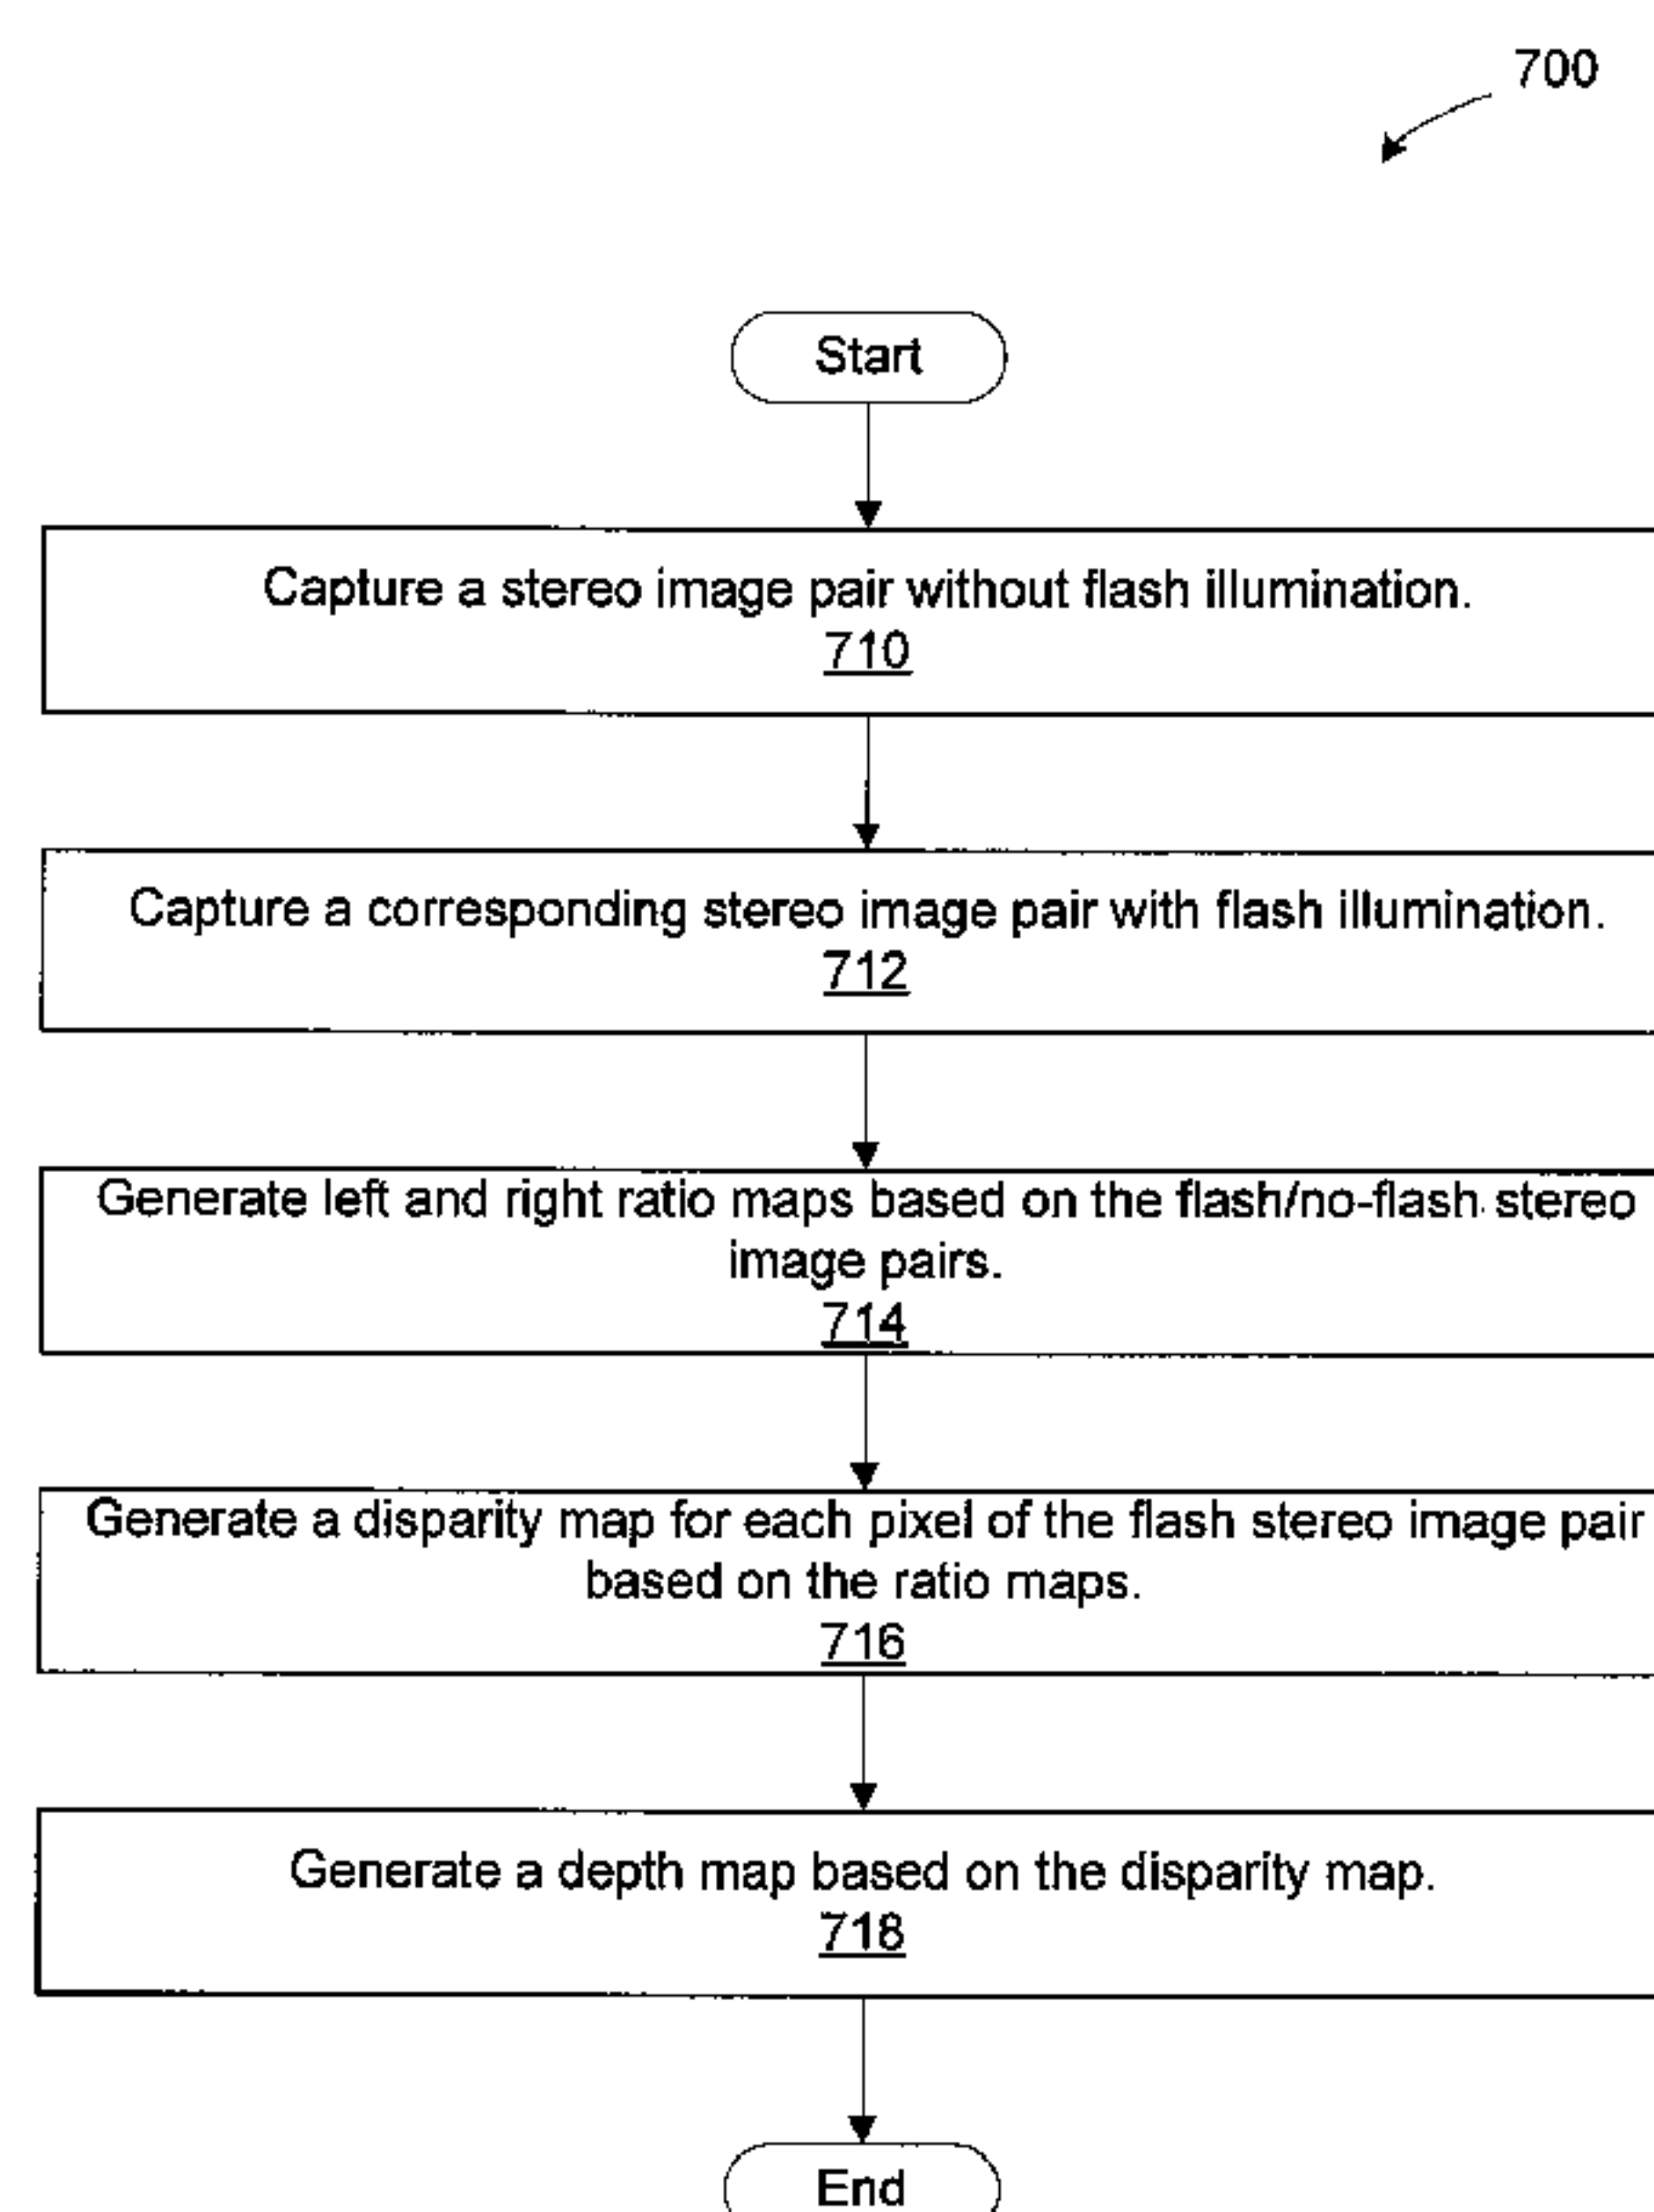 700
Start
Capture a stereo image pair without flash illumination.
710
Capture a corresponding stereo image pair with flash illumination.
712
Generate left and right ratio maps based on the flash/no-flash stereo
image pairs.
714
Generate a disparity map for each pixel of the flash stereo image pair
based on the ratio maps.
716
Generate a depth map based on the disparity map.
718
End